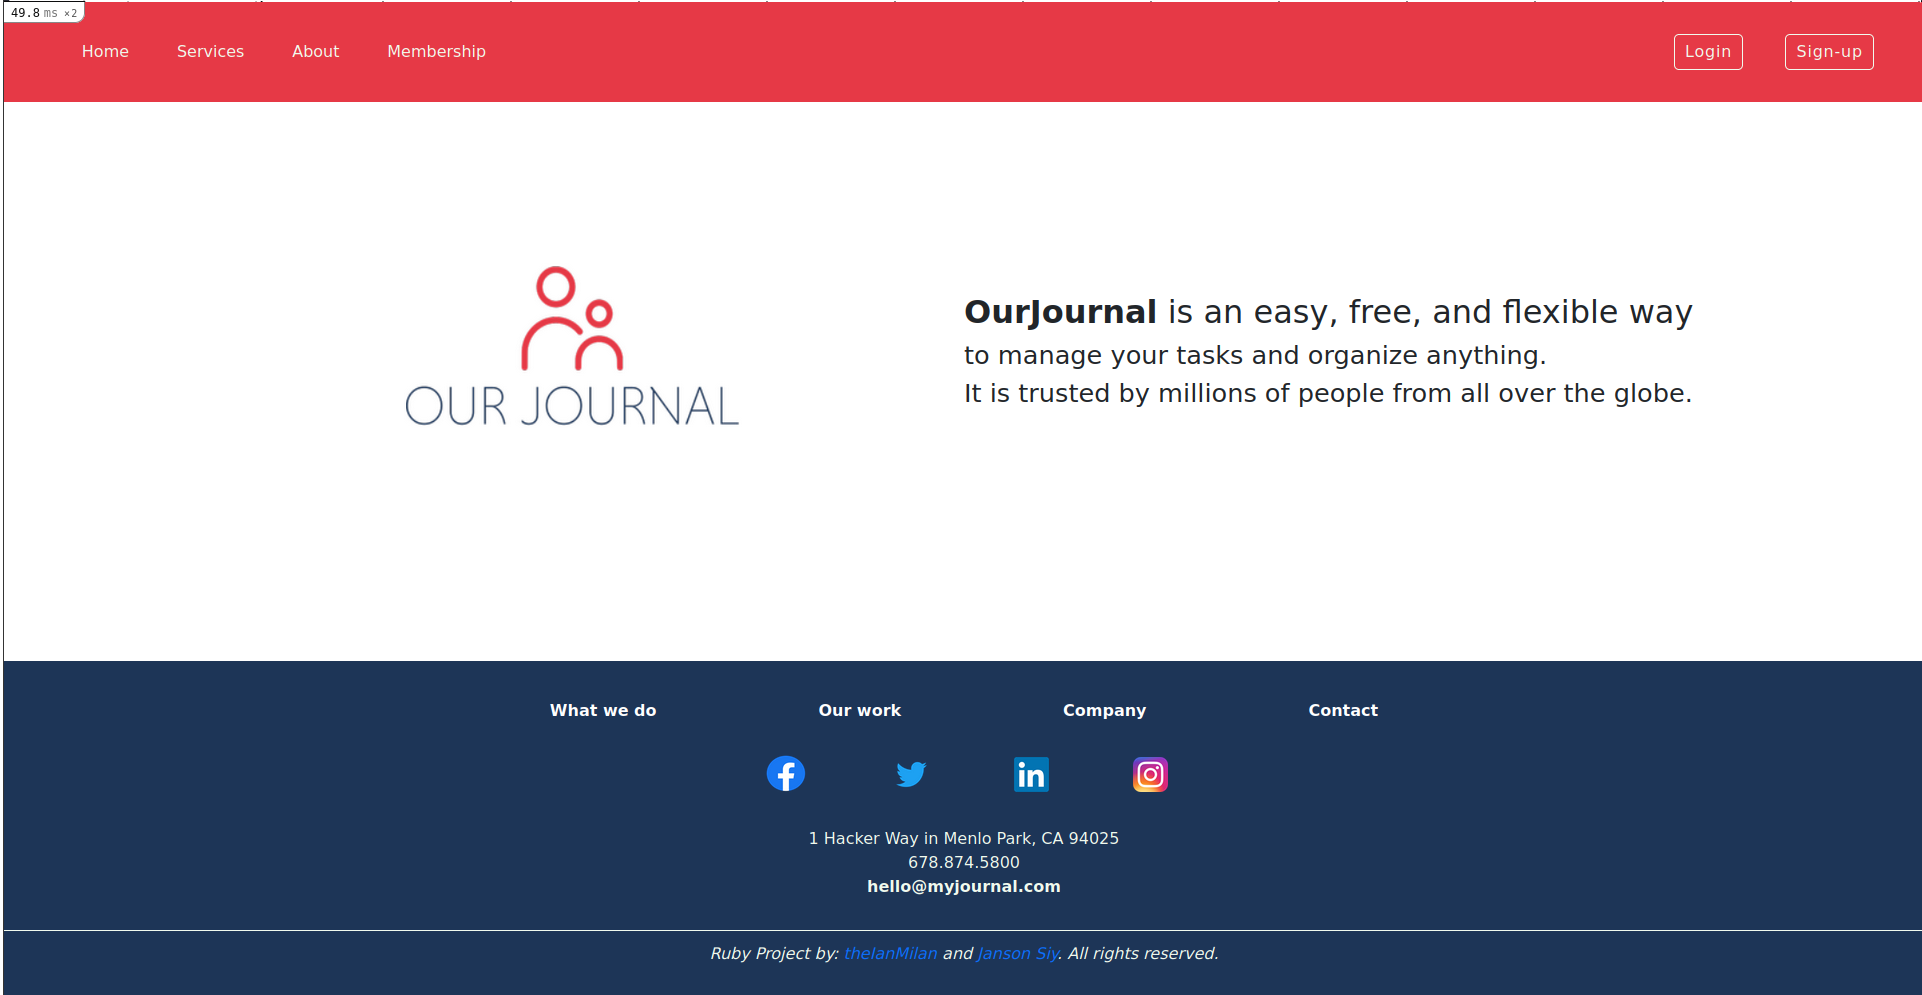 49.8 ms ×2
Home Services About Membership Login Sign-up
OUR JOURNAL
OurJournal is an easy, free, and flexible way
to manage your tasks and organize anything.
It is trusted by millions of people from all over the globe.
What we do Our work Company Contact
f in
1 Hacker Way in Menlo Park, CA 94025
678.874.5800
hello@myjournal.com
Ruby Project by: theIanMilan and Janson Siy. All rights reserved.